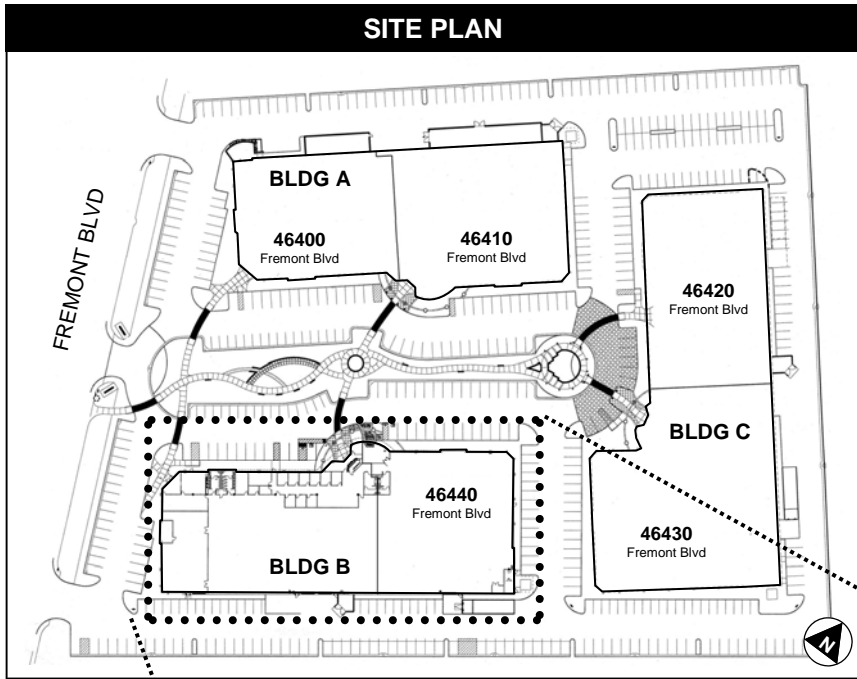 SITE PLAN
FREMONT BLVD
BLDG A
46400
Fremont Blvd
46410
Fremont Blvd
46420
Fremont Blvd
BLDG C
46430
Fremont Blvd
46440
Fremont Blvd
BLDG B
N